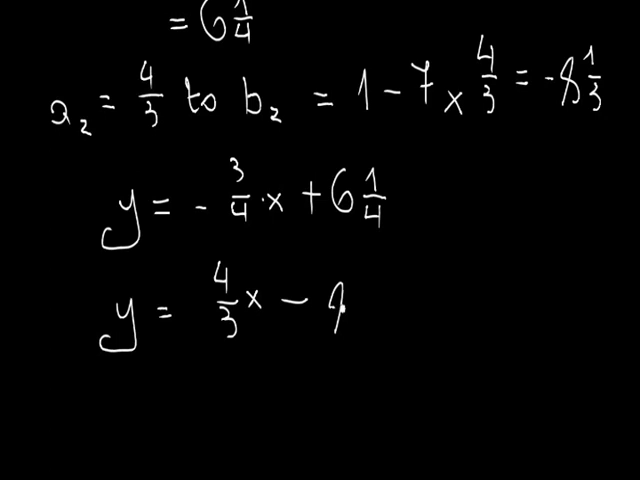 = 6 1/4
a₂ = 4/3 to b₂ = 1 - 7 × 4/3 = -8 1/3
y = - 3/4 · x + 6 1/4
y = 4/3 x -